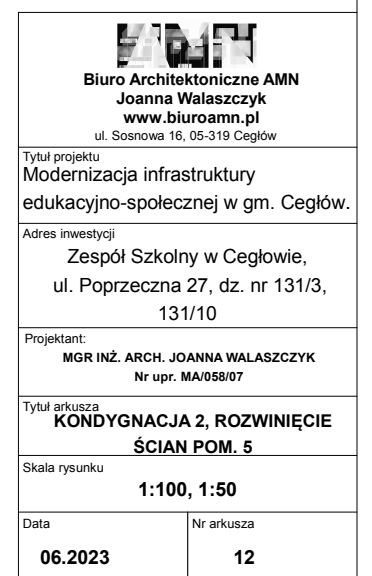 AMN
Biuro Architektoniczne AMN
Joanna Walaszczyk
www.biuroamn.pl
ul. Sosnowa 16, 05-319 Cegłów
Tytuł projektu
Modernizacja infrastruktury
edukacyjno-społecznej w gm. Cegłów.
Adres inwestycji
Zespół Szkolny w Cegłowie,
ul. Poprzeczna 27, dz. nr 131/3,
131/10
Projektant:
MGR INŻ. ARCH. JOANNA WALASZCZYK
Nr upr. MA/058/07
Tytuł arkusza
KONDYGNACJA 2, ROZWINIĘCIE
ŚCIAN POM. 5
Skala rysunku
1:100, 1:50
Data
Nr arkusza
06.2023
12